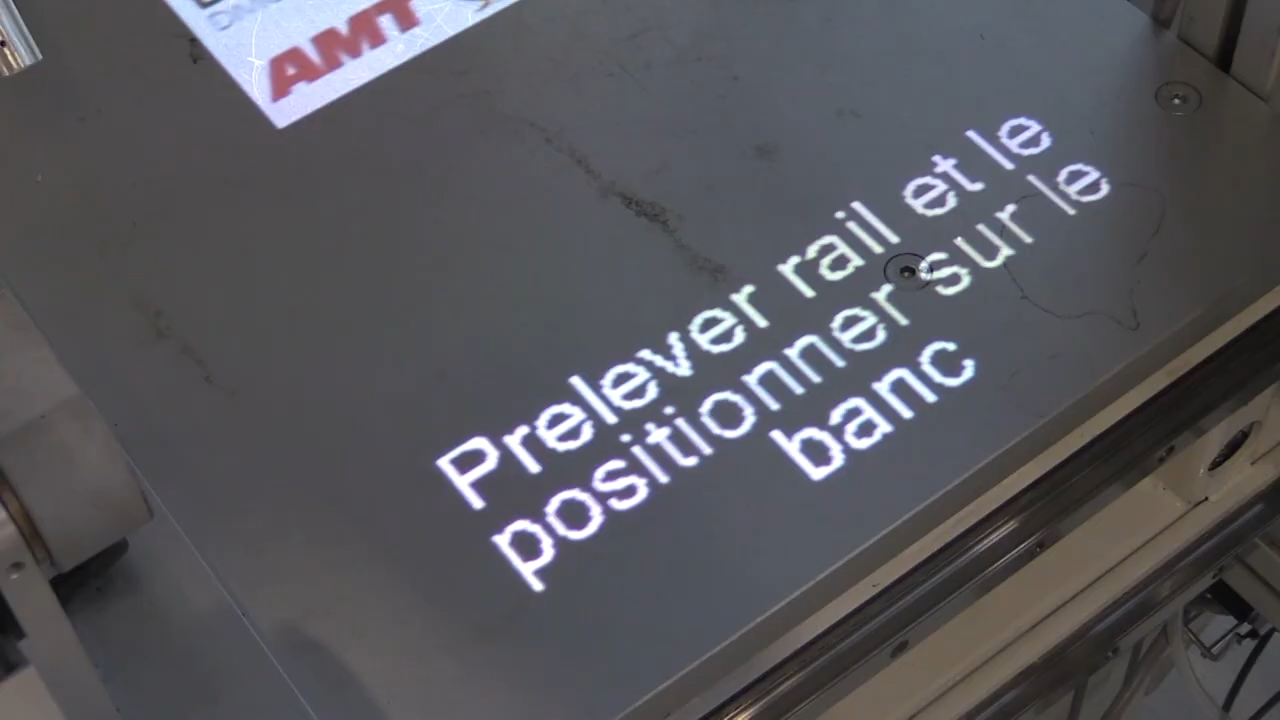 AMT
Prelever rail et le
positionner sur le
banc